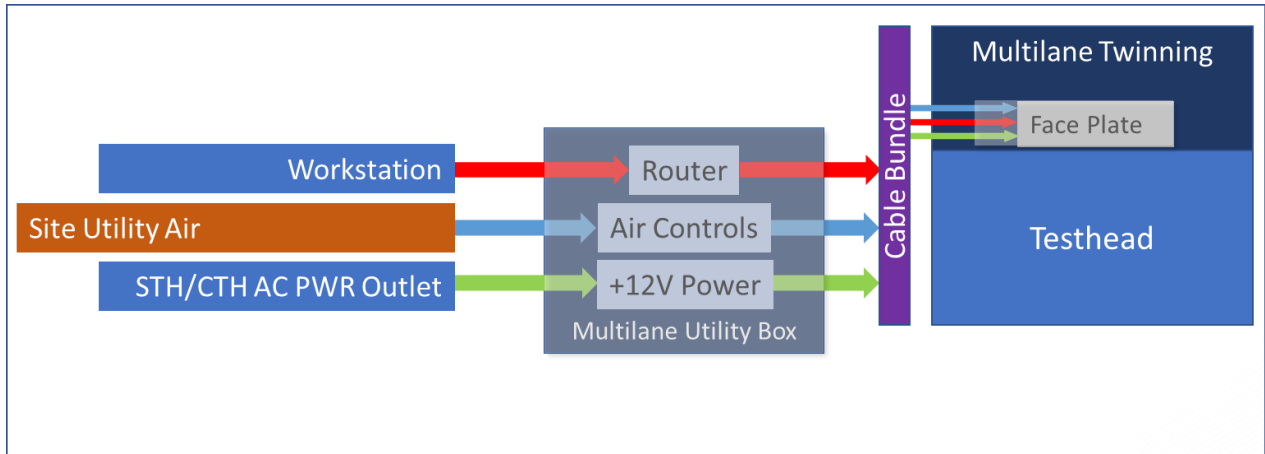 Multilane Twinning
Face Plate
Cable Bundle
Workstation
Router
Site Utility Air
Air Controls
Testhead
STH/CTH AC PWR Outlet
+12V Power
Multilane Utility Box